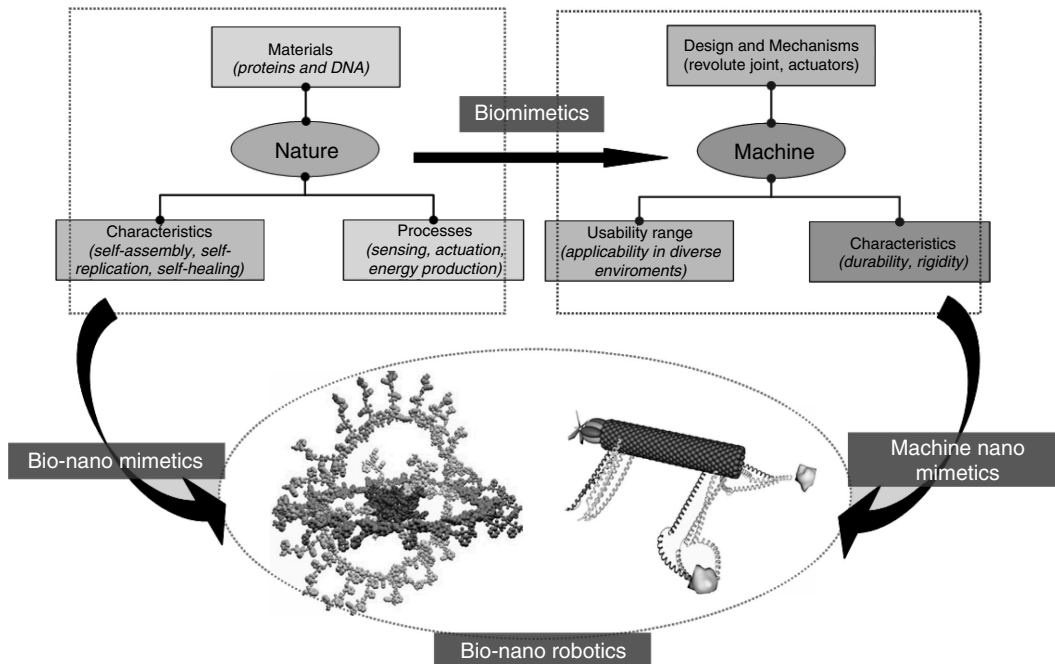 Materials
(proteins and DNA)
Nature
Characteristics
(self-assembly, self-
replication, self-healing)
Processes
(sensing, actuation,
energy production)
Biomimetics
Design and Mechanisms
(revolute joint, actuators)
Machine
Usability range
(applicability in diverse
enviroments)
Characteristics
(durability, rigidity)
Bio-nano mimetics
Machine nano
mimetics
Bio-nano robotics